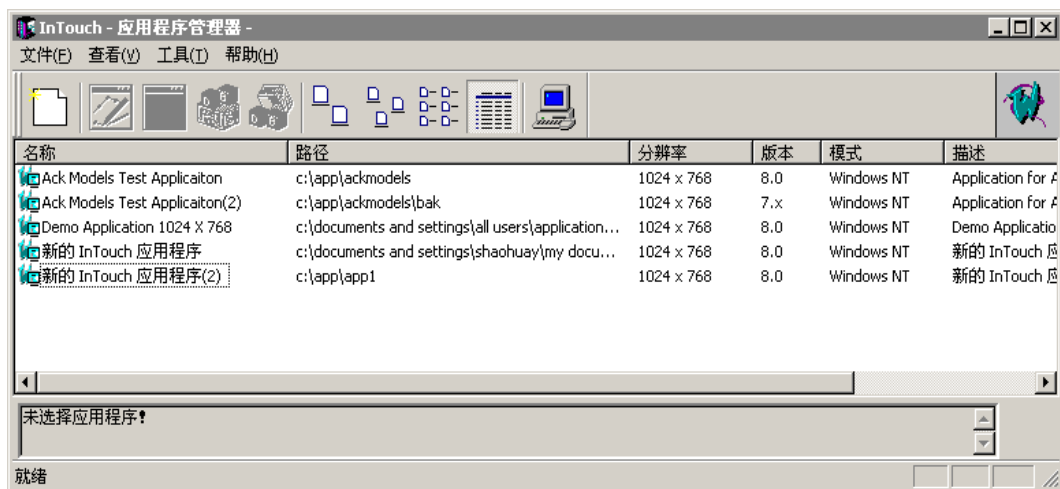 InTouch - 应用程序管理器 -
文件(F) 查看(V) 工具(T) 帮助(H)
名称 路径 分辨率 版本 模式 描述
Ack Models Test Applicaiton c:\app\ackmodels 1024 x 768 8.0 Windows NT Application for A
Ack Models Test Applicaiton(2) c:\app\ackmodels\bak 1024 x 768 7.x Windows NT Application for A
Demo Application 1024 X 768 c:\documents and settings\all users\application... 1024 x 768 8.0 Windows NT Demo Applicatio
新的 InTouch 应用程序 c:\documents and settings\shaohuay\my docu... 1024 x 768 8.0 Windows NT 新的 InTouch 应
新的 InTouch 应用程序(2) c:\app\app1 1024 x 768 8.0 Windows NT 新的 InTouch 应
未选择应用程序!
就绪